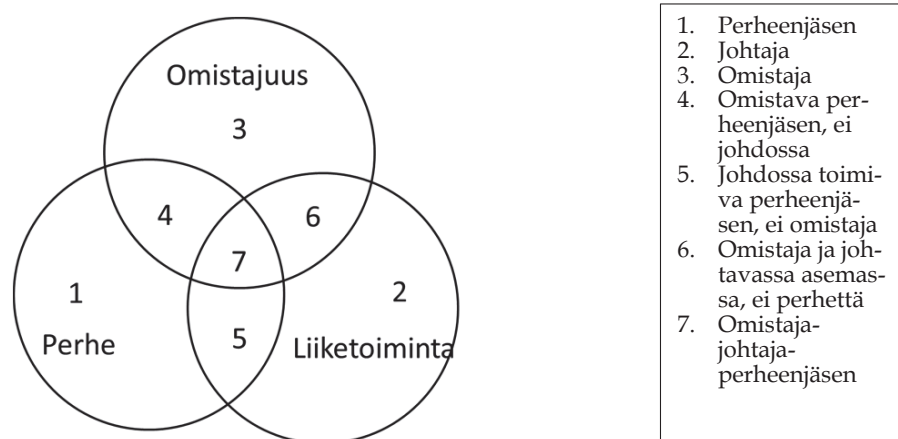 Omistajuus
3
4
6
7
1
2
Perhe
5
Liiketoiminta
1. Perheenjäsen
2. Johtaja
3. Omistaja
4. Omistava per-
heenjäsen, ei
johdossa
5. Johdossa toimi-
va perheenjä-
sen, ei omistaja
6. Omistaja ja joh-
tavassa asemas-
sa, ei perhettä
7. Omistaja-
johtaja-
perheenjäsen